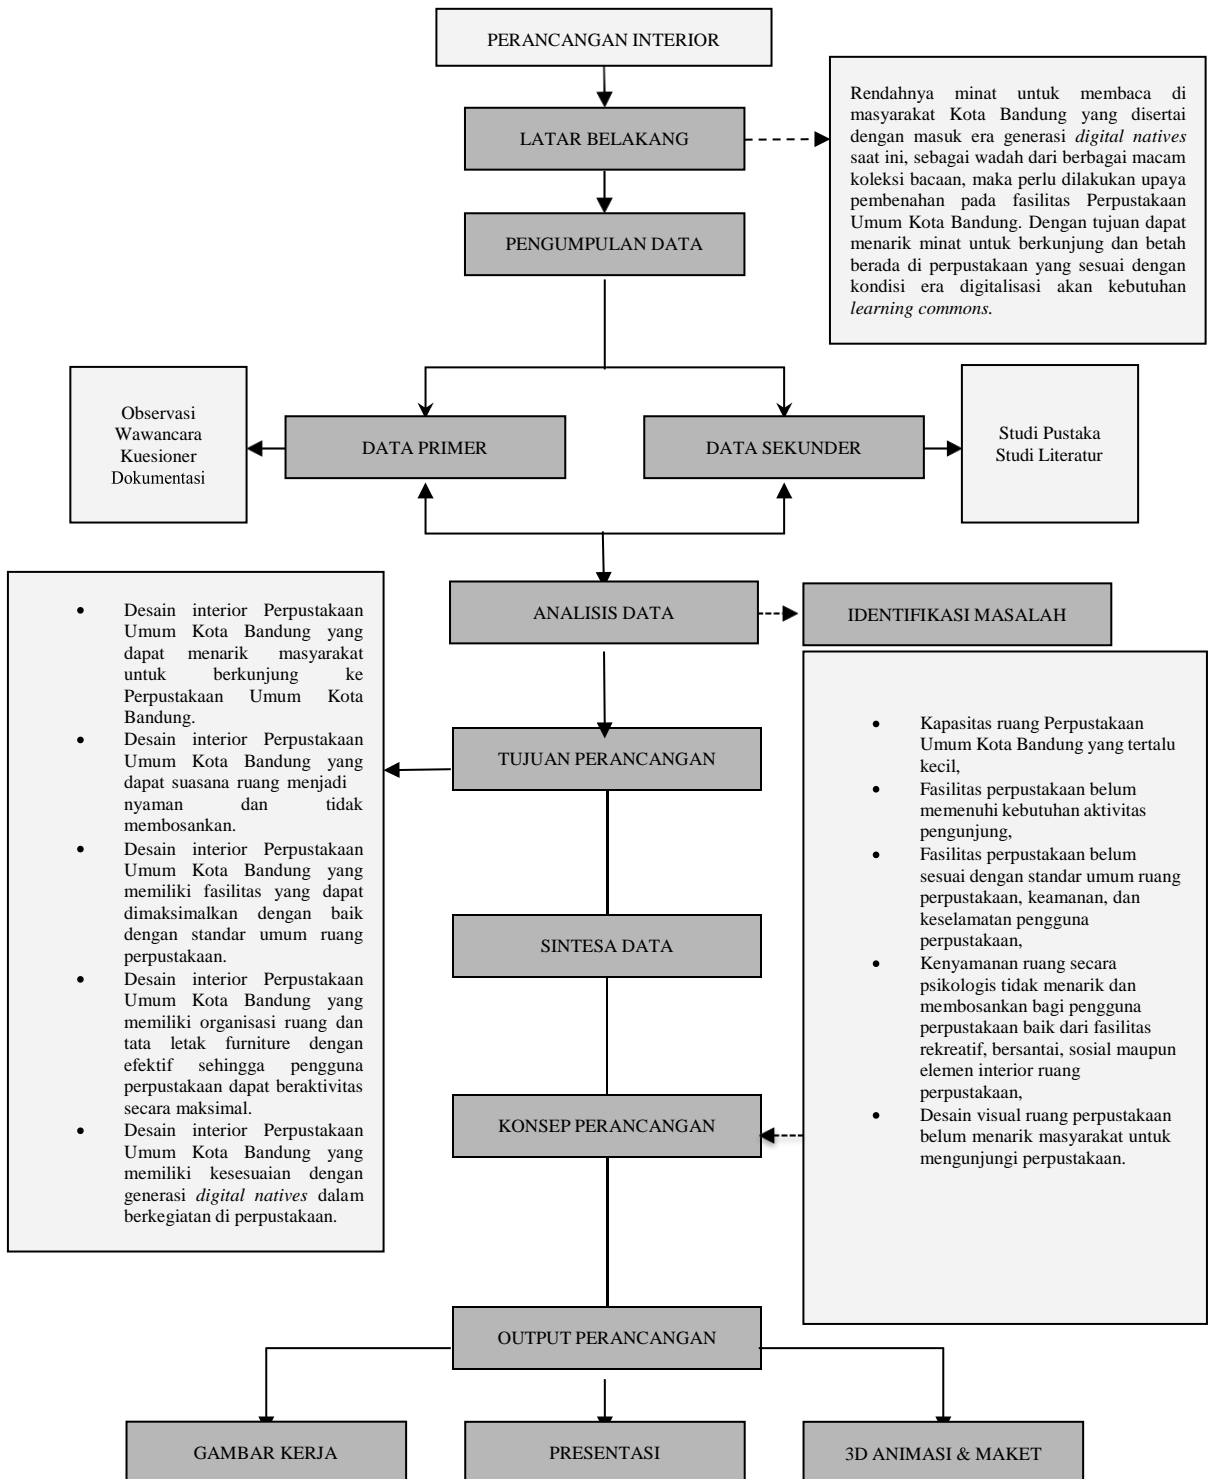 PERANCANGAN INTERIOR
LATAR BELAKANG
Rendahnya minat untuk membaca di
masyarakat Kota Bandung yang disertai
dengan masuk era generasi digital natives
saat ini, sebagai wadah dari berbagai macam
koleksi bacaan, maka perlu dilakukan upaya
pembenahan pada fasilitas Perpustakaan
Umum Kota Bandung. Dengan tujuan dapat
menarik minat untuk berkunjung dan betah
berada di perpustakaan yang sesuai dengan
kondisi era digitalisasi akan kebutuhan
learning commons.
PENGUMPULAN DATA
Observasi
Wawancara
Kuesioner
Dokumentasi
DATA PRIMER
DATA SEKUNDER
Studi Pustaka
Studi Literatur
ANALISIS DATA
IDENTIFIKASI MASALAH
• Desain interior Perpustakaan
Umum Kota Bandung yang
dapat menarik masyarakat
untuk berkunjung ke
Perpustakaan Umum Kota
Bandung.
• Desain interior Perpustakaan
Umum Kota Bandung yang
dapat suasana ruang menjadi
nyaman dan tidak
membosankan.
• Desain interior Perpustakaan
Umum Kota Bandung yang
memiliki fasilitas yang dapat
dimaksimalkan dengan baik
dengan standar umum ruang
perpustakaan.
• Desain interior Perpustakaan
Umum Kota Bandung yang
memiliki organisasi ruang dan
tata letak furniture dengan
efektif sehingga pengguna
perpustakaan dapat beraktivitas
secara maksimal.
• Desain interior Perpustakaan
Umum Kota Bandung yang
memiliki kesesuaian dengan
generasi digital natives dalam
berkegiatan di perpustakaan.
TUJUAN PERANCANGAN
• Kapasitas ruang Perpustakaan
Umum Kota Bandung yang tertalu
kecil,
• Fasilitas perpustakaan belum
memenuhi kebutuhan aktivitas
pengunjung,
• Fasilitas perpustakaan belum
sesuai dengan standar umum ruang
perpustakaan, keamanan, dan
keselamatan pengguna
perpustakaan,
• Kenyamanan ruang secara
psikologis tidak menarik dan
membosankan bagi pengguna
perpustakaan baik dari fasilitas
rekreatif, bersantai, sosial maupun
elemen interior ruang
perpustakaan,
• Desain visual ruang perpustakaan
belum menarik masyarakat untuk
mengunjungi perpustakaan.
SINTESA DATA
KONSEP PERANCANGAN
OUTPUT PERANCANGAN
GAMBAR KERJA
PRESENTASI
3D ANIMASI & MAKET